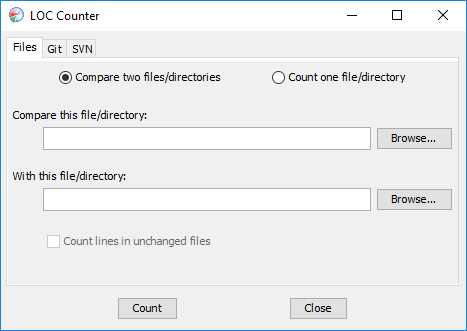 LOC Counter
Files Git SVN
Compare two files/directories Count one file/directory
Compare this file/directory:
Browse...
With this file/directory:
Browse...
Count lines in unchanged files
Count Close